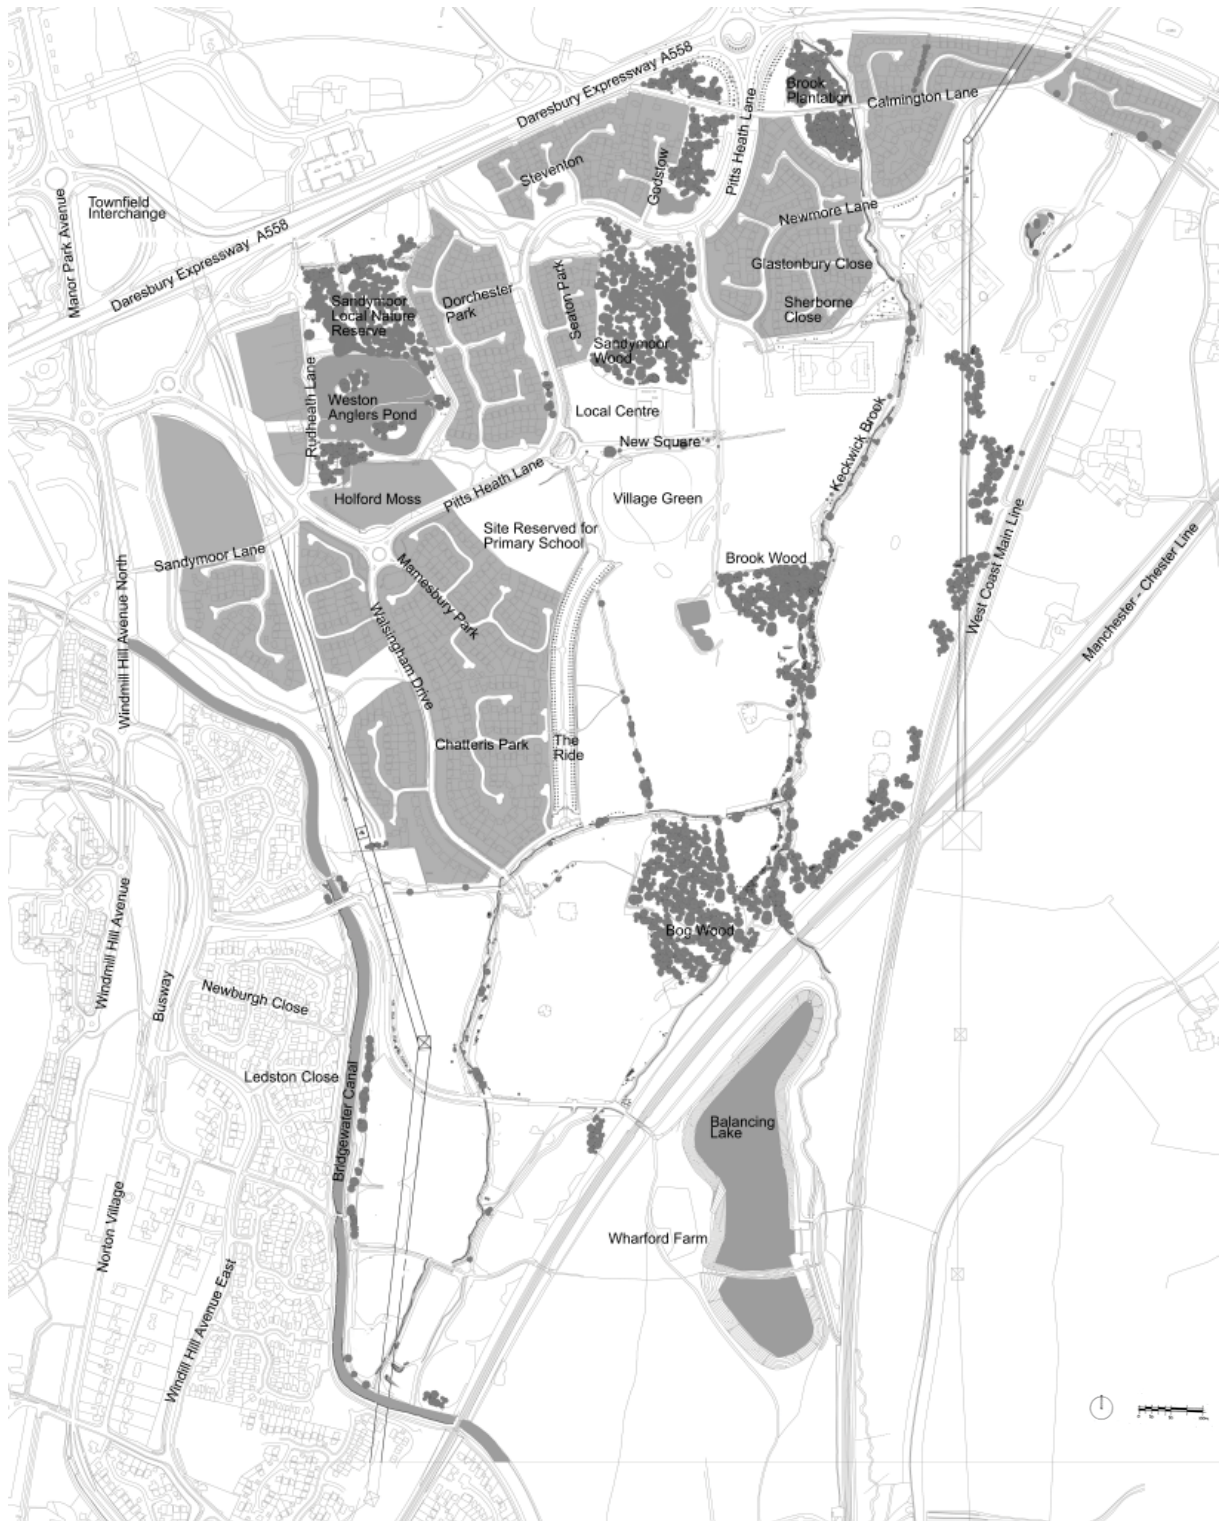 Daresbury Expressway A558
Brook
Plantation
Calmington Lane
Pitts Heath Lane
Steventon
Godstow
Townfield
Interchange
Manor Park Avenue
Newmore Lane
Daresbury Expressway A558
Glastonbury Close
Sandymoor
Local Nature
Reserve
Dorchester
Park
Seaton Park
Sherborne
Close
Sandymoor
Wood
Rudheath Lane
Weston
Anglers Pond
Local Centre
New Square
Keckwick Brook
Pitts Heath Lane
Holford Moss
Village Green
Site Reserved for
Primary School
Sandymoor Lane
Mamesbury Park
Brook Wood
West Coast Main Line
Manchester - Chester Line
Windmill Hill Avenue North
Walsingham Drive
Chatteris Park
The
Ride
Windmill Hill Avenue
Bog Wood
Busway
Newburgh Close
Ledston Close
Bridgewater Canal
Balancing
Lake
Norton Village
Wharford Farm
Windill Hill Avenue East